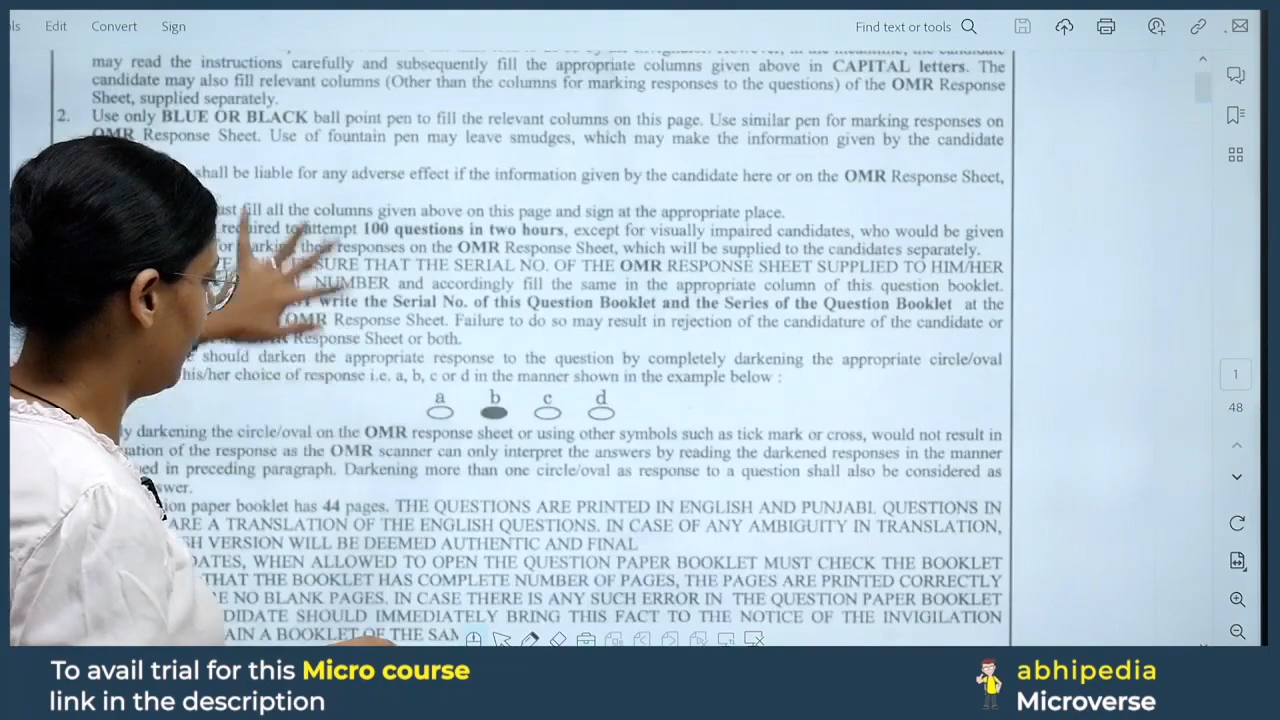 Edit Convert Sign Find text or tools
may read the instructions carefully and subsequently fill the appropriate columns given above in CAPITAL letters. The
candidate may also fill relevant columns (Other than the columns for marking responses to the questions) of the OMR Response
Sheet, supplied separately.
2. Use only BLUE OR BLACK ball point pen to fill the relevant columns on this page. Use similar pen for marking responses on
OMR Response Sheet. Use of fountain pen may leave smudges, which may make the information given by the candidate
shall be liable for any adverse effect if the information given by the candidate here or on the OMR Response Sheet,
fill all the columns given above on this page and sign at the appropriate place.
required to attempt 100 questions in two hours, except for visually impaired candidates, who would be given
marking their responses on the OMR Response Sheet, which will be supplied to the candidates separately.
THAT THE SERIAL NO. OF THE OMR RESPONSE SHEET SUPPLIED TO HIM/HER
NUMBER and accordingly fill the same in the appropriate column of this question booklet.
write the Serial No. of this Question Booklet and the Series of the Question Booklet at the
OMR Response Sheet. Failure to do so may result in rejection of the candidature of the candidate or
Response Sheet or both.
should darken the appropriate response to the question by completely darkening the appropriate circle/oval
his/her choice of response i.e. a, b, c or d in the manner shown in the example below :
a b c d
1
48
darkening the circle/oval on the OMR response sheet or using other symbols such as tick mark or cross, would not result in
of the response as the OMR scanner can only interpret the answers by reading the darkened responses in the manner
in preceding paragraph. Darkening more than one circle/oval as response to a question shall also be considered as
paper booklet has 44 pages. THE QUESTIONS ARE PRINTED IN ENGLISH AND PUNJABI. QUESTIONS IN
ARE A TRANSLATION OF THE ENGLISH QUESTIONS. IN CASE OF ANY AMBIGUITY IN TRANSLATION,
VERSION WILL BE DEEMED AUTHENTIC AND FINAL
WHEN ALLOWED TO OPEN THE QUESTION PAPER BOOKLET MUST CHECK THE BOOKLET
THAT THE BOOKLET HAS COMPLETE NUMBER OF PAGES, THE PAGES ARE PRINTED CORRECTLY
NO BLANK PAGES. IN CASE THERE IS ANY SUCH ERROR IN THE QUESTION PAPER BOOKLET
SHOULD IMMEDIATELY BRING THIS FACT TO THE NOTICE OF THE INVIGILATION
A BOOKLET OF THE
To avail trial for this Micro course
link in the description
abhipedia
Microverse